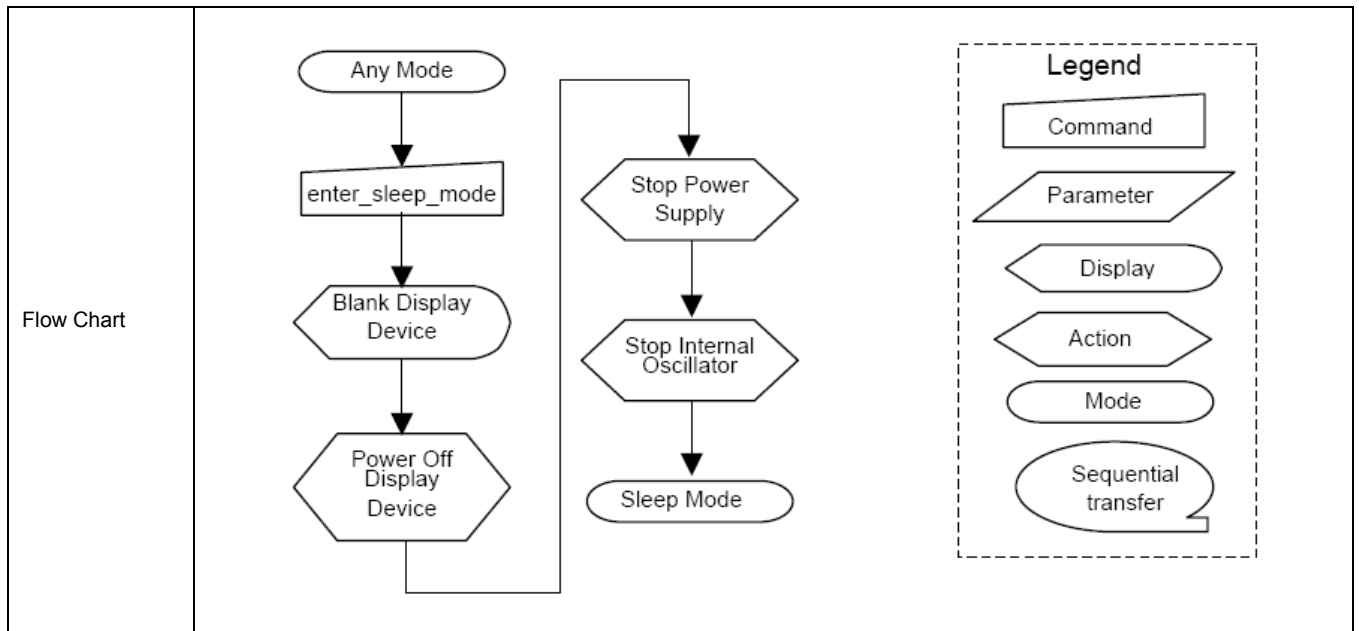 Flow Chart
Any Mode
enter_sleep_mode
Blank Display
Device
Power Off
Display
Device
Stop Power
Supply
Stop Internal
Oscillator
Sleep Mode
Legend
Command
Parameter
Display
Action
Mode
Sequential
transfer